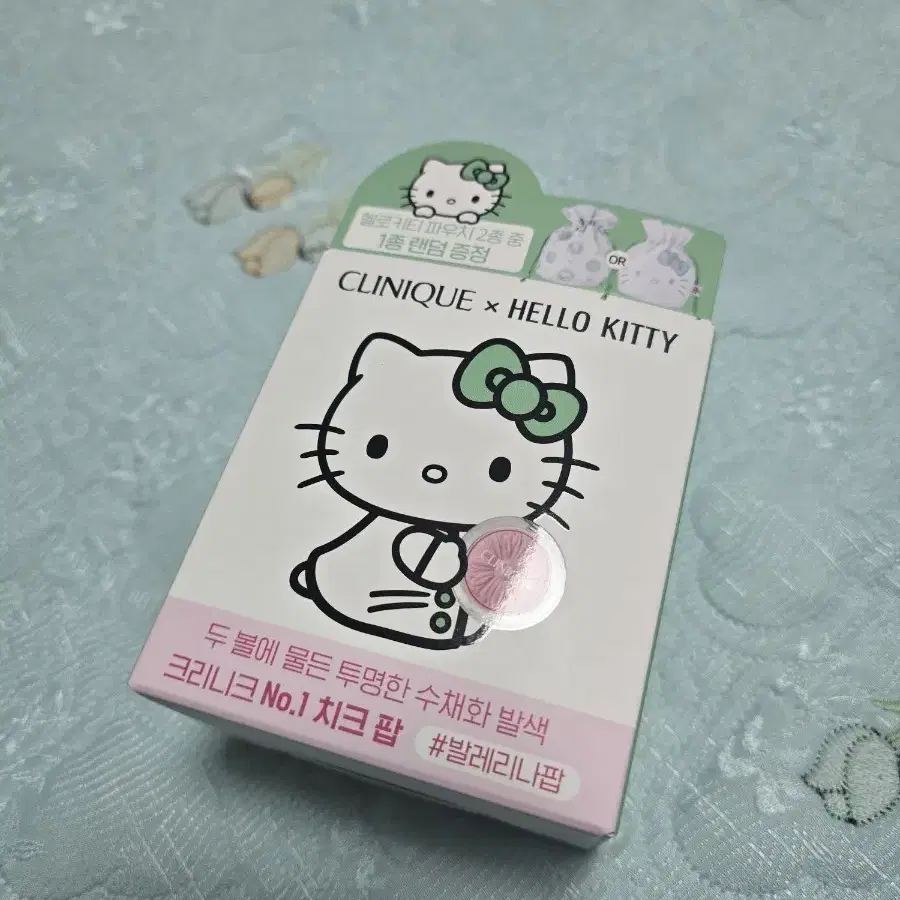 헬로키티 파우치 2종 중
1종 랜덤 증정
OR
CLINIQUE × HELLO KITTY
CLINIQUE
두 볼에 물든 투명한 수채화 발색
크리니크 No.1 치크 팝
#발레리나팝